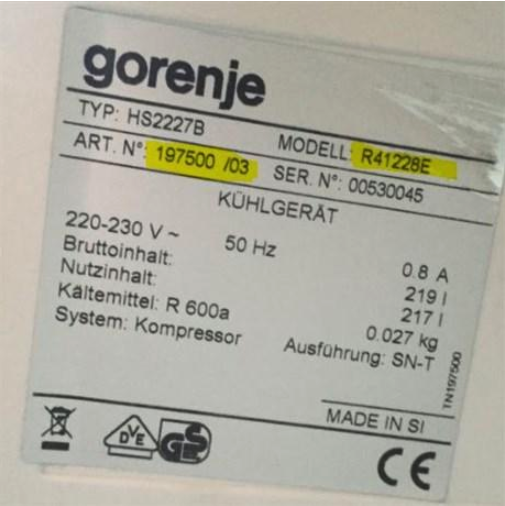 gorenje
TYP: HS2227B MODELL: R41228E
ART. N°: 197500 /03 SER. N°: 00530045
KÜHLGERÄT
220-230 V ~ 50 Hz 0.8 A
Bruttoinhalt: 219 l
Nutzinhalt: 217 l
Kältemittel: R 600a 0.027 kg
System: Kompressor Ausführung: SN-T
TN197500
MADE IN SI
DVE GS CE